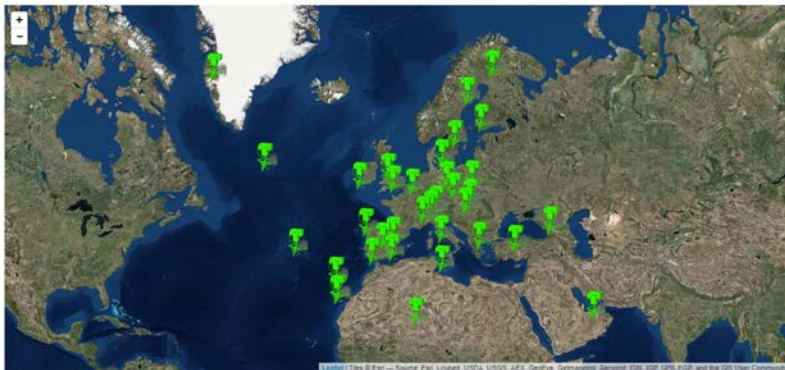 +
−
Leaflet | Tiles © Esri — Source: Esri, i-cubed, USDA, USGS, AEX, GeoEye, Getmapping, Aerogrid, IGN, IGP, UPR-EGP, and the GIS User Community